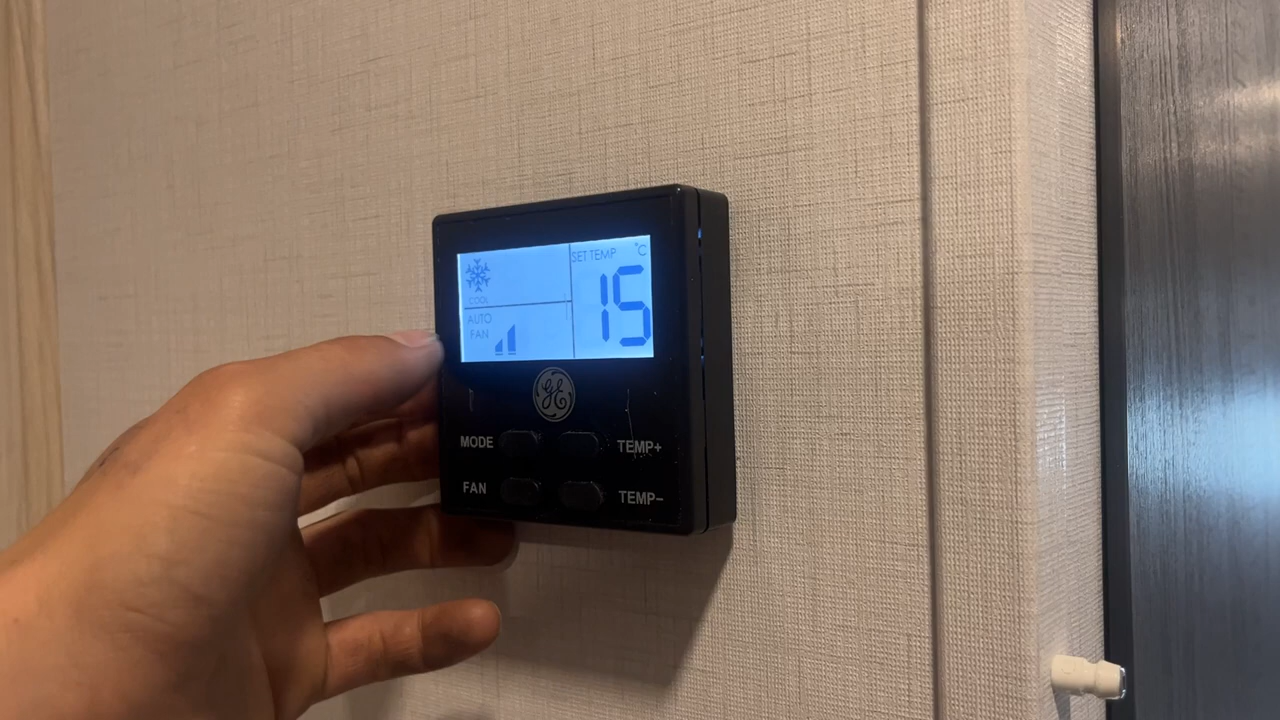 SET TEMP °C
COOL
15
AUTO
FAN
GE
MODE
TEMP+
FAN
TEMP−